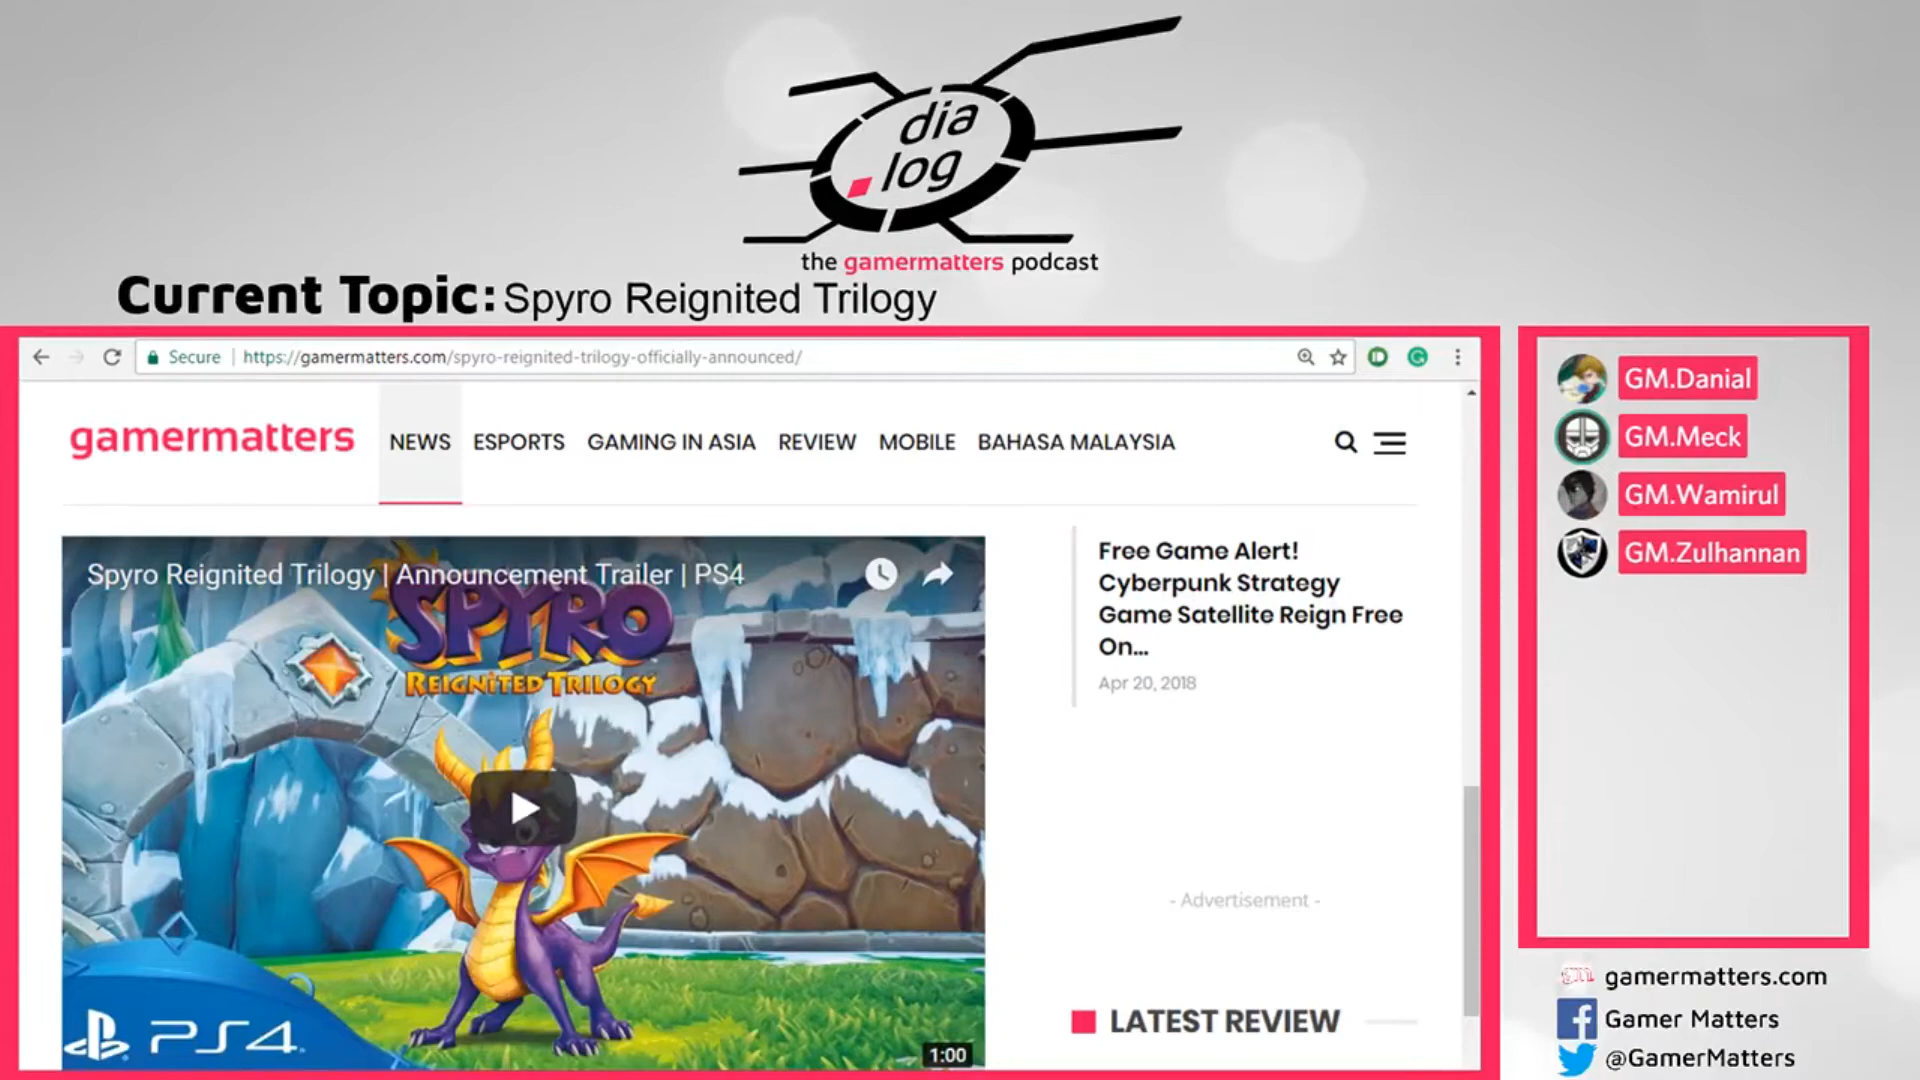 dia
.log
the gamermatters podcast
Current Topic: Spyro Reignited Trilogy
Secure | https://gamermatters.com/spyro-reignited-trilogy-officially-announced/
gamermatters
NEWS ESPORTS GAMING IN ASIA REVIEW MOBILE BAHASA MALAYSIA
Spyro Reignited Trilogy | Announcement Trailer | PS4
SPYRO
REIGNITED TRILOGY
PS4
1:00
Free Game Alert!
Cyberpunk Strategy
Game Satellite Reign Free
On...
Apr 20, 2018
- Advertisement -
LATEST REVIEW
GM.Danial
GM.Meck
GM.Wamirul
GM.Zulhannan
gamermatters.com
Gamer Matters
@GamerMatters